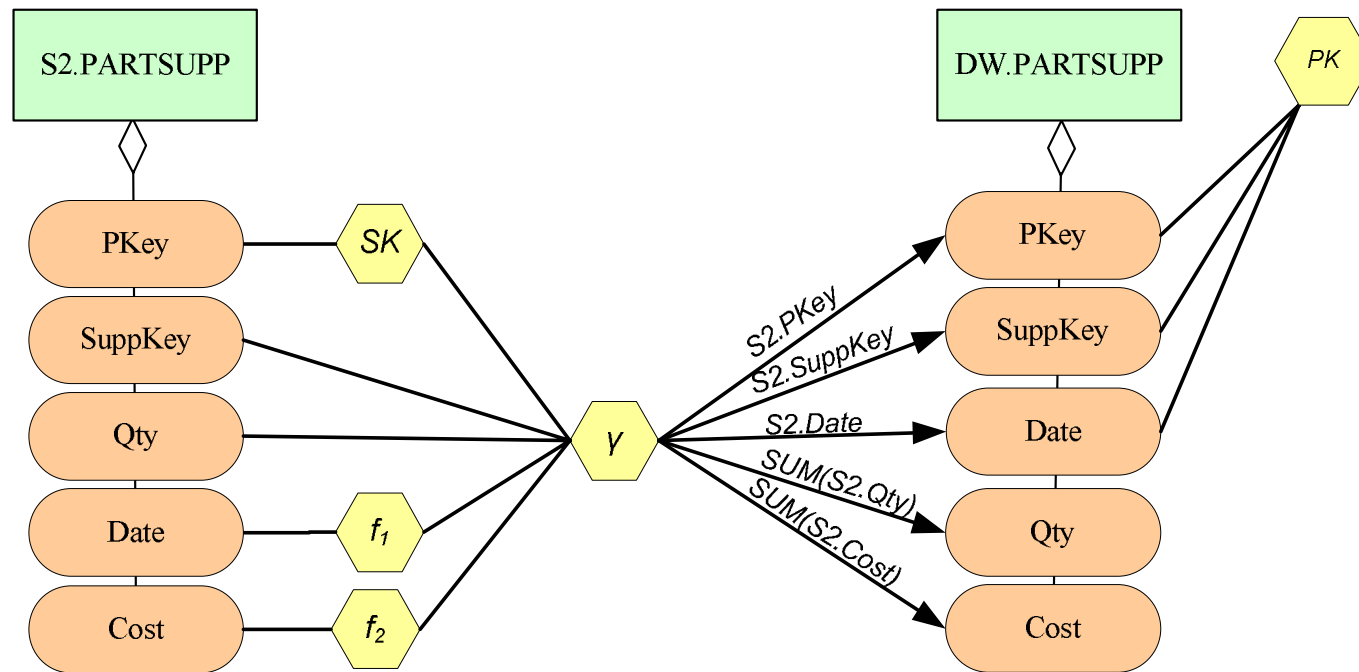 S2.PARTSUPP
PKey
SuppKey
Qty
Date
Cost
SK
f1
f2
γ
S2.PKey
S2.SuppKey
S2.Date
SUM(S2.Qty)
SUM(S2.Cost)
DW.PARTSUPP
PKey
SuppKey
Date
Qty
Cost
PK